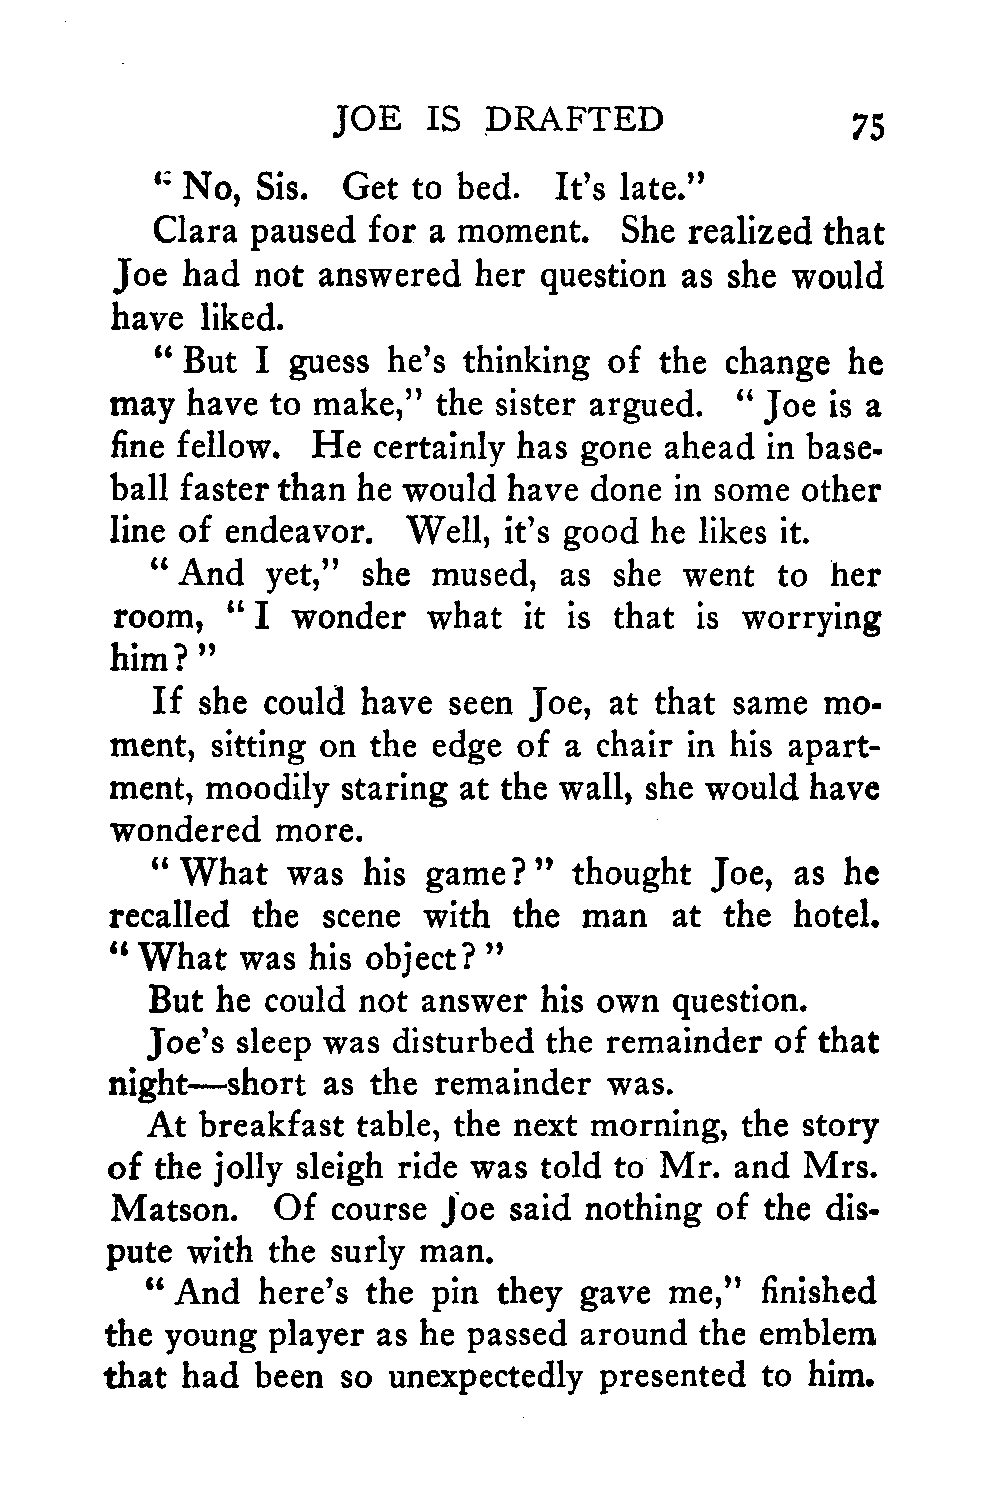 JOE IS DRAFTED 75
“ No, Sis. Get to bed. It’s late.”
Clara paused for a moment. She realized that
Joe had not answered her question as she would
have liked.
“ But I guess he’s thinking of the change he
may have to make,” the sister argued. “ Joe is a
fine fellow. He certainly has gone ahead in base-
ball faster than he would have done in some other
line of endeavor. Well, it’s good he likes it.
“ And yet,” she mused, as she went to her
room, “ I wonder what it is that is worrying
him? ”
If she could have seen Joe, at that same mo-
ment, sitting on the edge of a chair in his apart-
ment, moodily staring at the wall, she would have
wondered more.
“ What was his game? ” thought Joe, as he
recalled the scene with the man at the hotel.
“ What was his object? ”
But he could not answer his own question.
Joe’s sleep was disturbed the remainder of that
night—short as the remainder was.
At breakfast table, the next morning, the story
of the jolly sleigh ride was told to Mr. and Mrs.
Matson. Of course Joe said nothing of the dis-
pute with the surly man.
“ And here’s the pin they gave me,” finished
the young player as he passed around the emblem
that had been so unexpectedly presented to him.